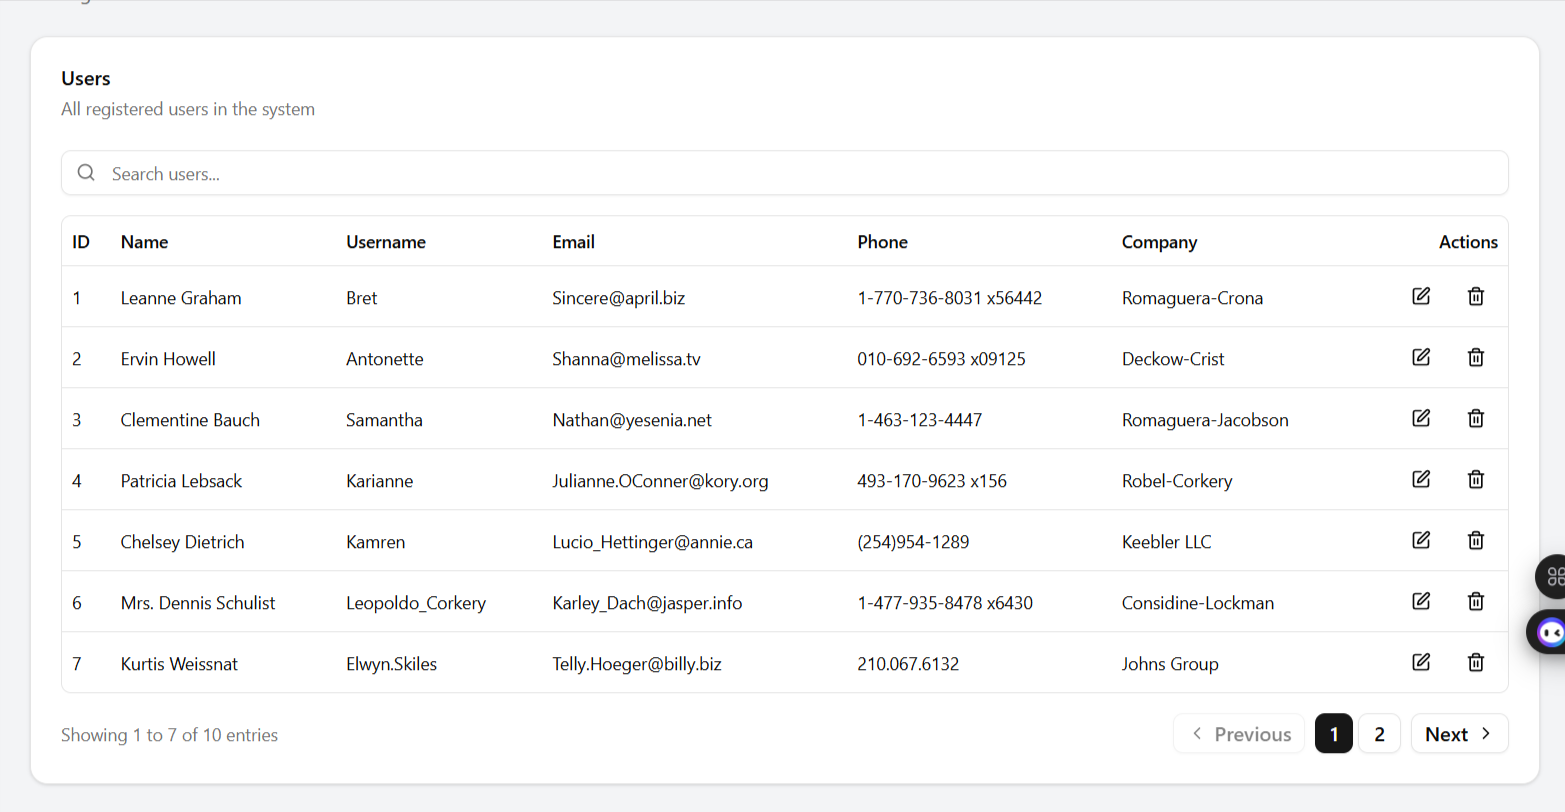 Users
All registered users in the system
Search users...
ID Name Username Email Phone Company Actions
1 Leanne Graham Bret Sincere@april.biz 1-770-736-8031 x56442 Romaguera-Crona
2 Ervin Howell Antonette Shanna@melissa.tv 010-692-6593 x09125 Deckow-Crist
3 Clementine Bauch Samantha Nathan@yesenia.net 1-463-123-4447 Romaguera-Jacobson
4 Patricia Lebsack Karianne Julianne.OConner@kory.org 493-170-9623 x156 Robel-Corkery
5 Chelsey Dietrich Kamren Lucio_Hettinger@annie.ca (254)954-1289 Keebler LLC
6 Mrs. Dennis Schulist Leopoldo_Corkery Karley_Dach@jasper.info 1-477-935-8478 x6430 Considine-Lockman
7 Kurtis Weissnat Elwyn.Skiles Telly.Hoeger@billy.biz 210.067.6132 Johns Group
Showing 1 to 7 of 10 entries Previous 1 2 Next